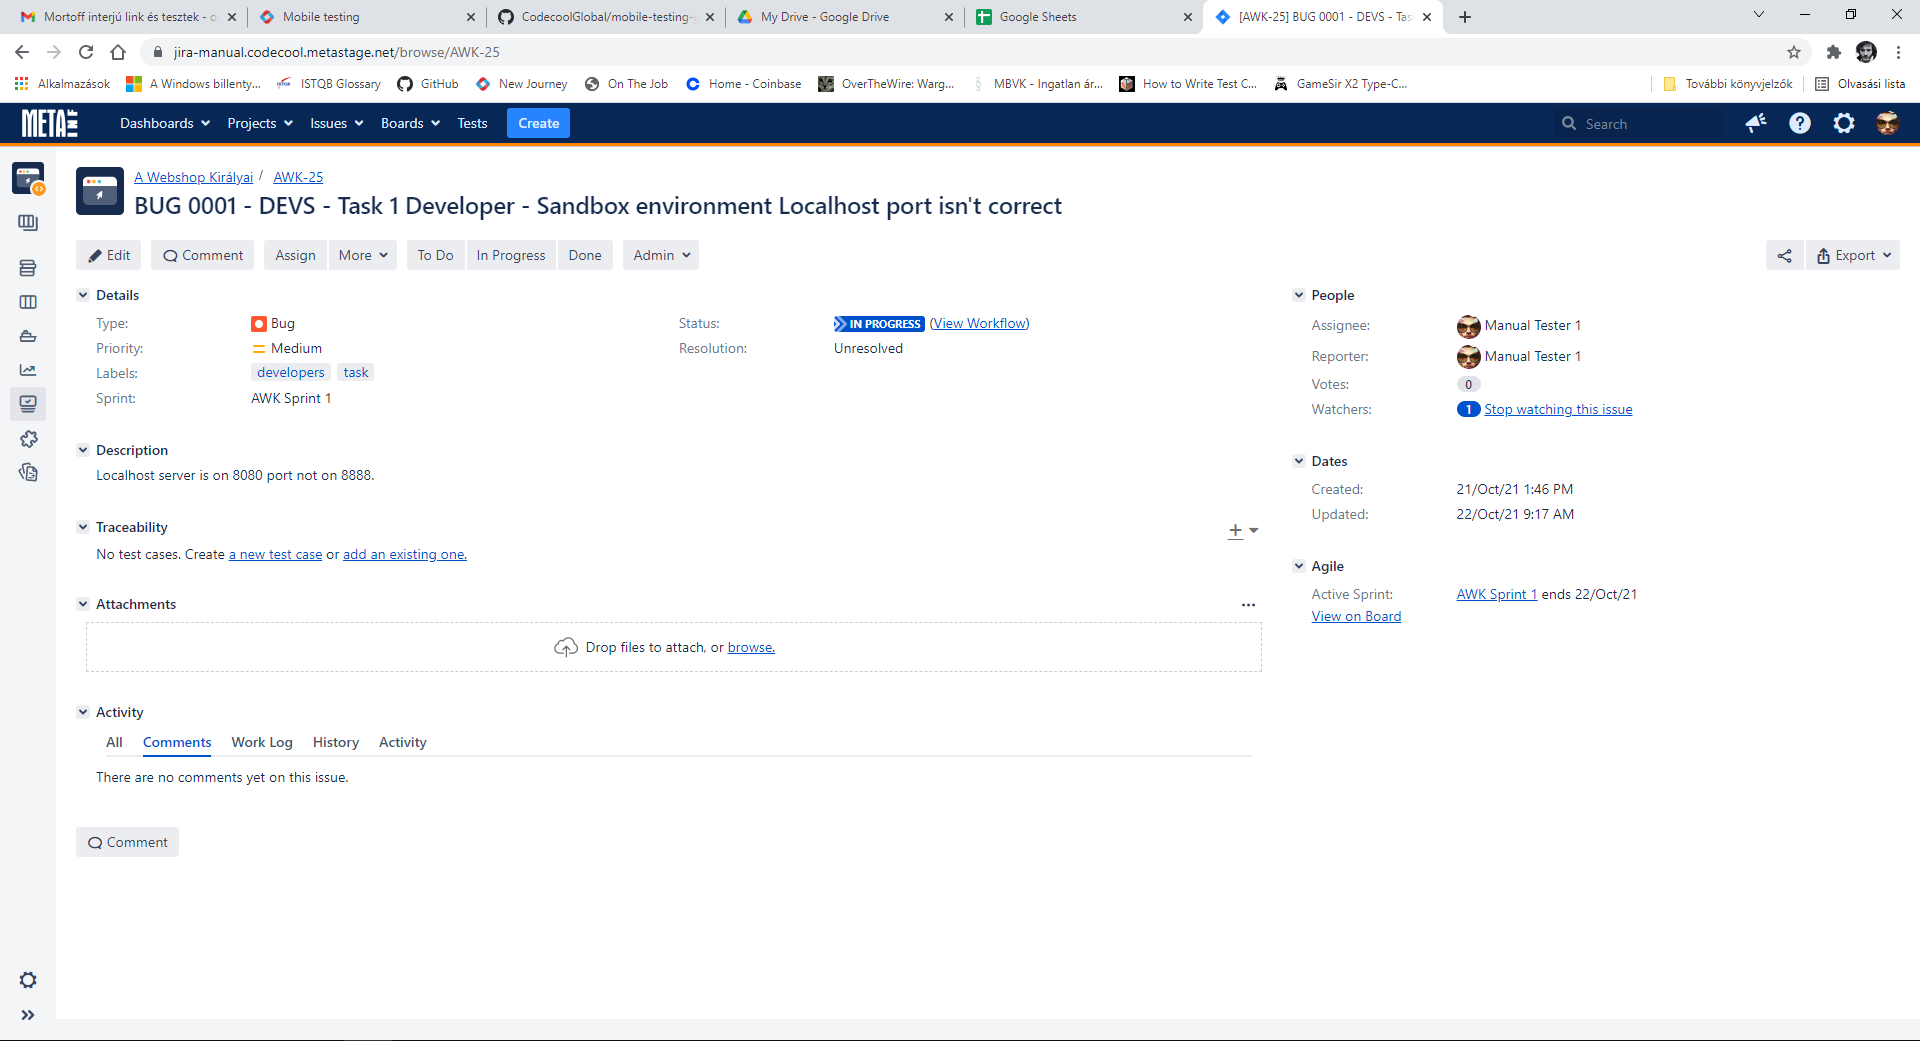 Mortoff interjú link és tesztek - o
Mobile testing
CodecoolGlobal/mobile-testing-
My Drive - Google Drive
Google Sheets
[AWK-25] BUG 0001 - DEVS - Tas
jira-manual.codecool.metastage.net/browse/AWK-25
Alkalmazások
A Windows billenty...
ISTQB Glossary
GitHub
New Journey
On The Job
Home - Coinbase
OverTheWire: Warg...
MBVK - Ingatlan ár...
How to Write Test C...
GameSir X2 Type-C...
További könyvjelzők
Olvasási lista
META INF
Dashboards
Projects
Issues
Boards
Tests
Create
Search
A Webshop Királyai / AWK-25
BUG 0001 - DEVS - Task 1 Developer - Sandbox environment Localhost port isn't correct
Edit
Comment
Assign
More
To Do
In Progress
Done
Admin
Export
Details
Type: Bug
Priority: Medium
Labels: developers task
Sprint: AWK Sprint 1
Status: IN PROGRESS (View Workflow)
Resolution: Unresolved
Description
Localhost server is on 8080 port not on 8888.
Traceability
No test cases. Create a new test case or add an existing one.
Attachments
Drop files to attach, or browse.
Activity
All
Comments
Work Log
History
Activity
There are no comments yet on this issue.
Comment
People
Assignee: Manual Tester 1
Reporter: Manual Tester 1
Votes: 0
Watchers: 1 Stop watching this issue
Dates
Created: 21/Oct/21 1:46 PM
Updated: 22/Oct/21 9:17 AM
Agile
Active Sprint: AWK Sprint 1 ends 22/Oct/21
View on Board